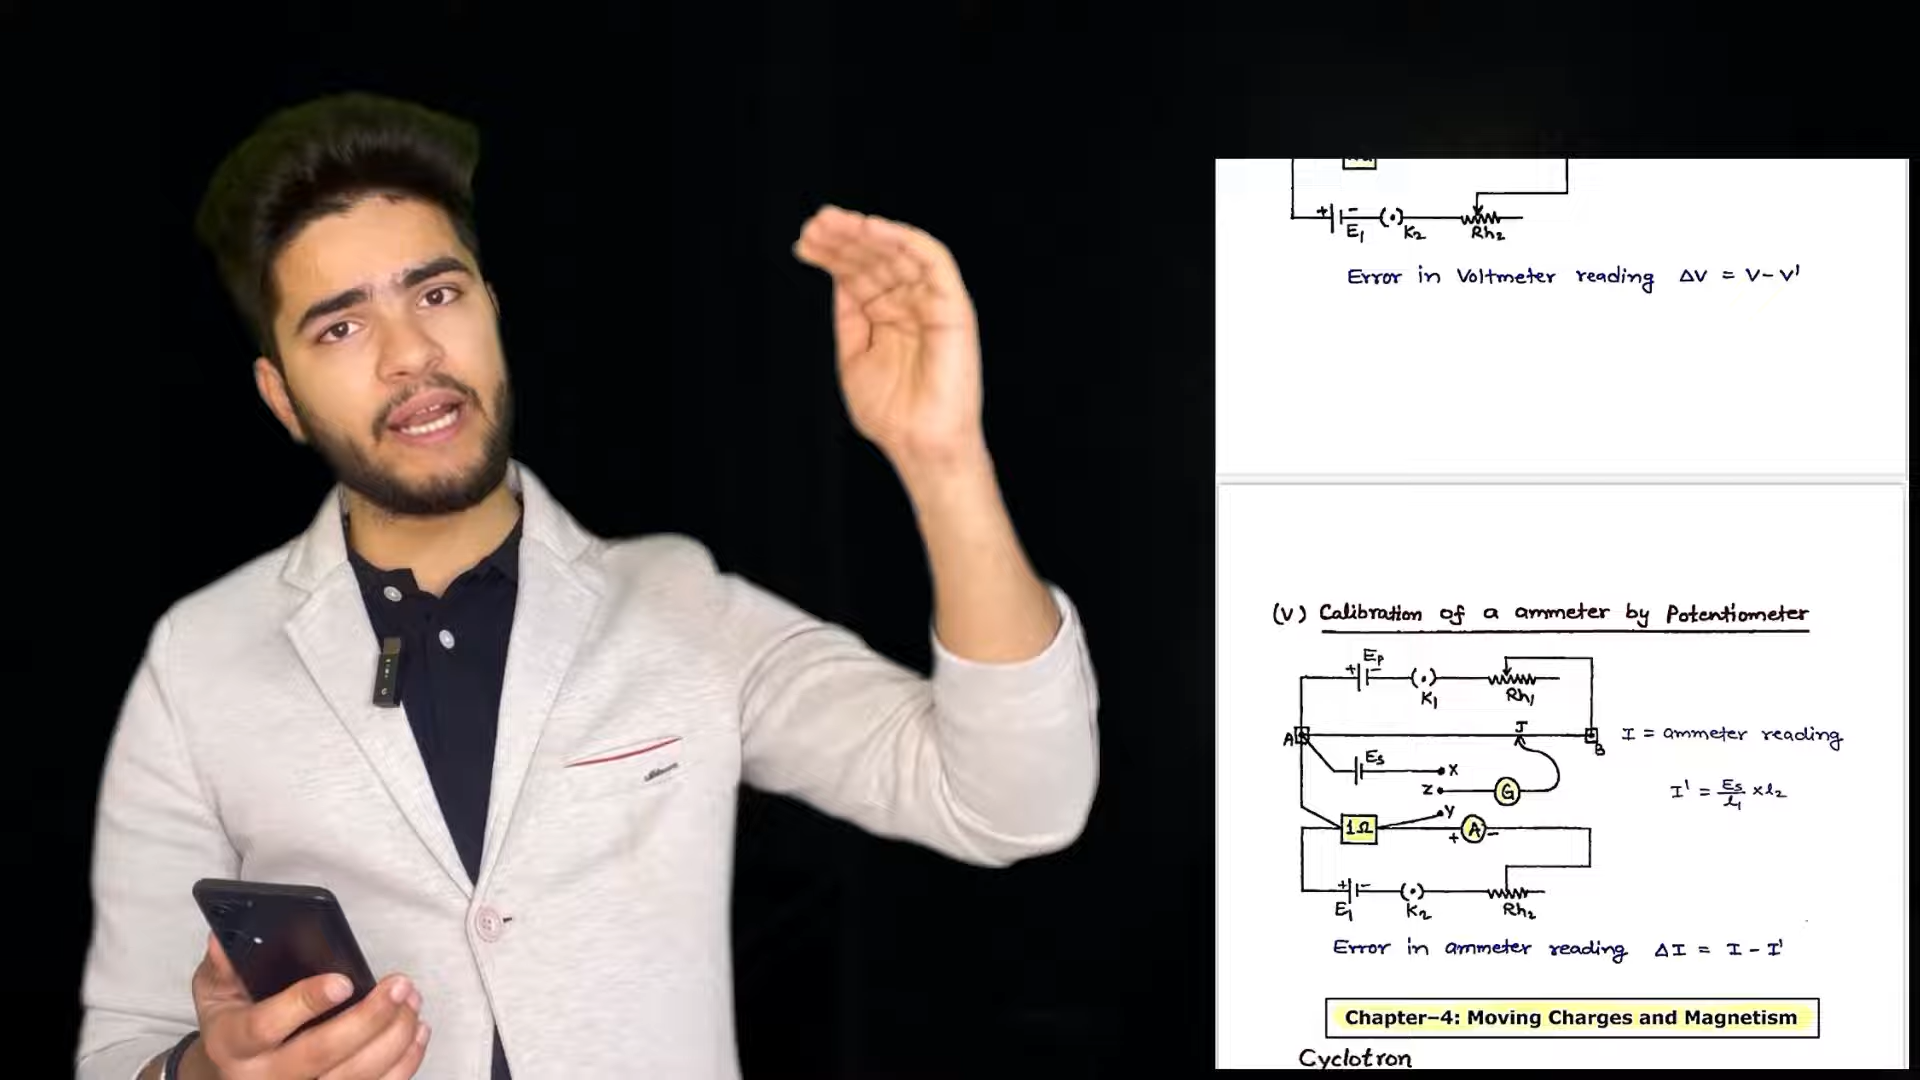 + - E₁ K₂ Rh₂
Error in Voltmeter reading ΔV = V - V'
(V) Calibration of a ammeter by Potentiometer
+ Eₚ - K₁ Rh₁
A J B I = ammeter reading
Es X
Z G I' = Es/l₁ × l₂
Y
1Ω + A -
+ - E₁ K₂ Rh₂
Error in ammeter reading ΔI = I - I'
Chapter–4: Moving Charges and Magnetism
Cyclotron